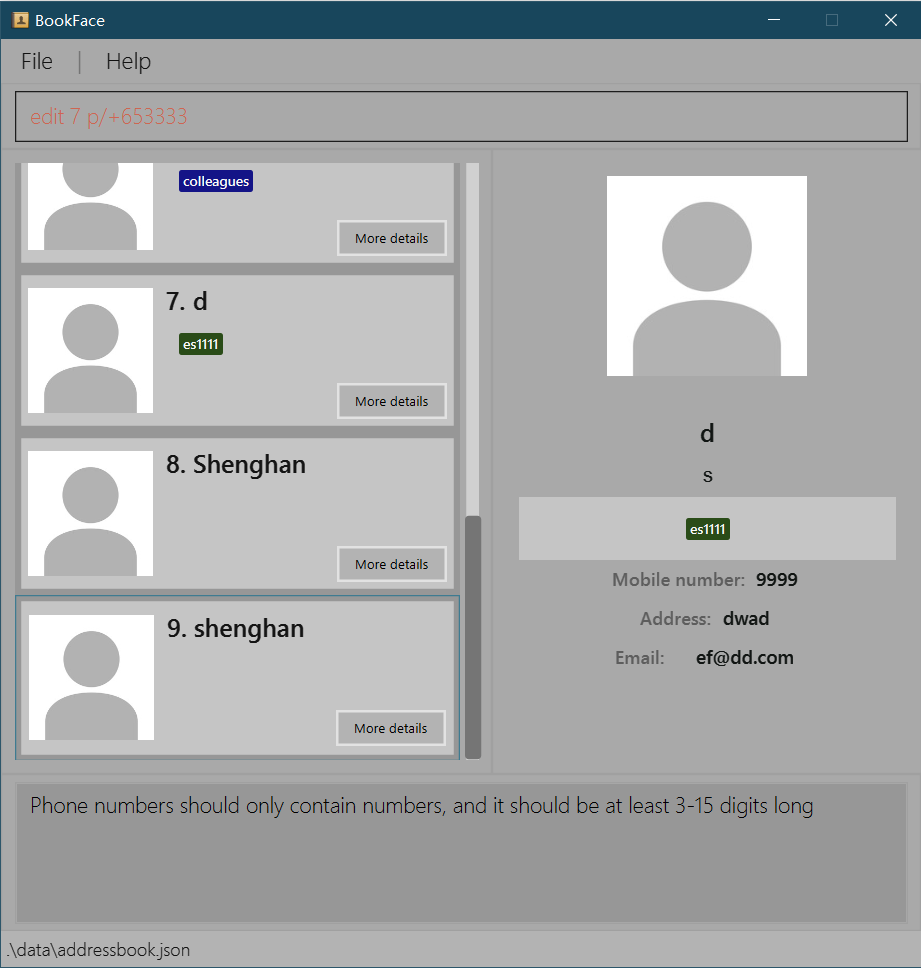 BookFace
File | Help
edit 7 p/+653333
colleagues
More details
7. d
es1111
More details
8. Shenghan
More details
9. shenghan
More details
d
s
es1111
Mobile number: 9999
Address: dwad
Email: ef@dd.com
Phone numbers should only contain numbers, and it should be at least 3-15 digits long
.\data\addressbook.json